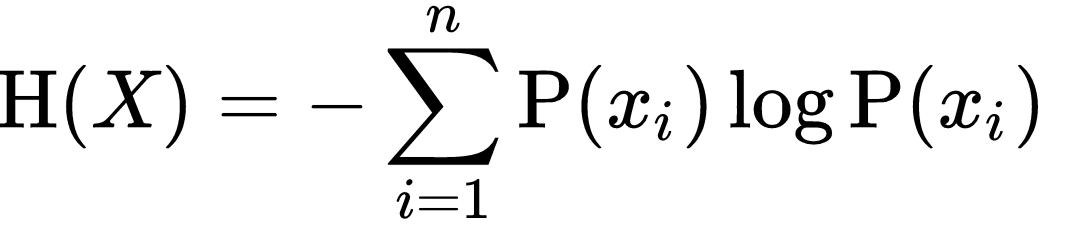 H(X) = − ∑_{i=1}^{n} P(x_i) log P(x_i)